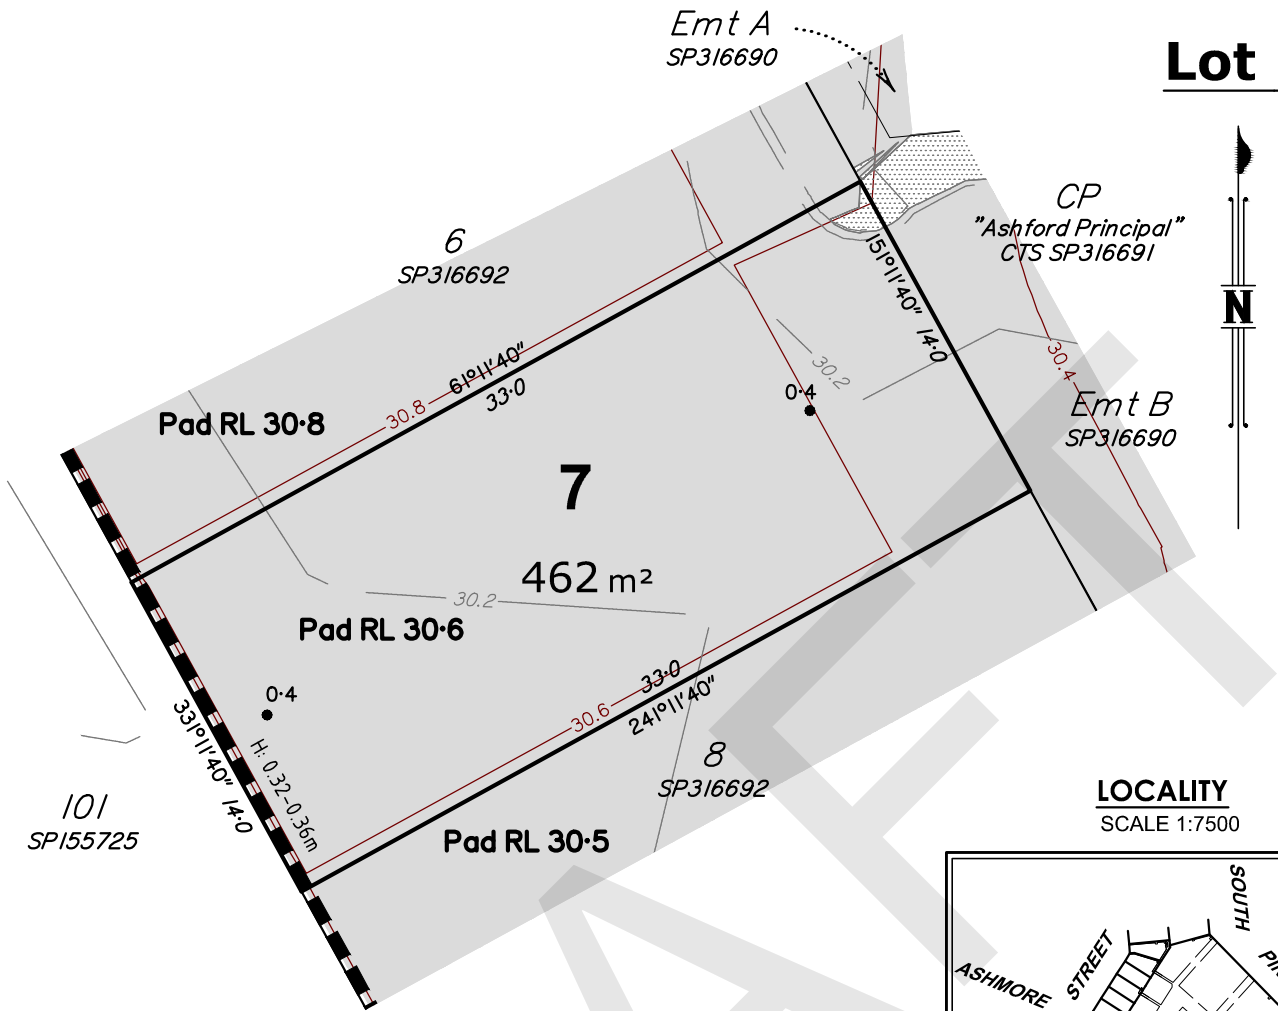 Emt A
SP316690
Lot
N
CP
"Ashford Principal"
CTS SP316691
6
SP316692
151°11'40" 14·0
30.4
30.2
0·4
Emt B
SP316690
61°11'40"
33·0
30.8
Pad RL 30·8
7
462 m²
30.2
Pad RL 30·6
0·4
33·0
241°11'40"
30.6
331°11'40" 14·0
H: 0.32-0.36m
8
SP316692
101
SP155725
Pad RL 30·5
LOCALITY
SCALE 1:7500
SOUTH
STREET
ASHMORE